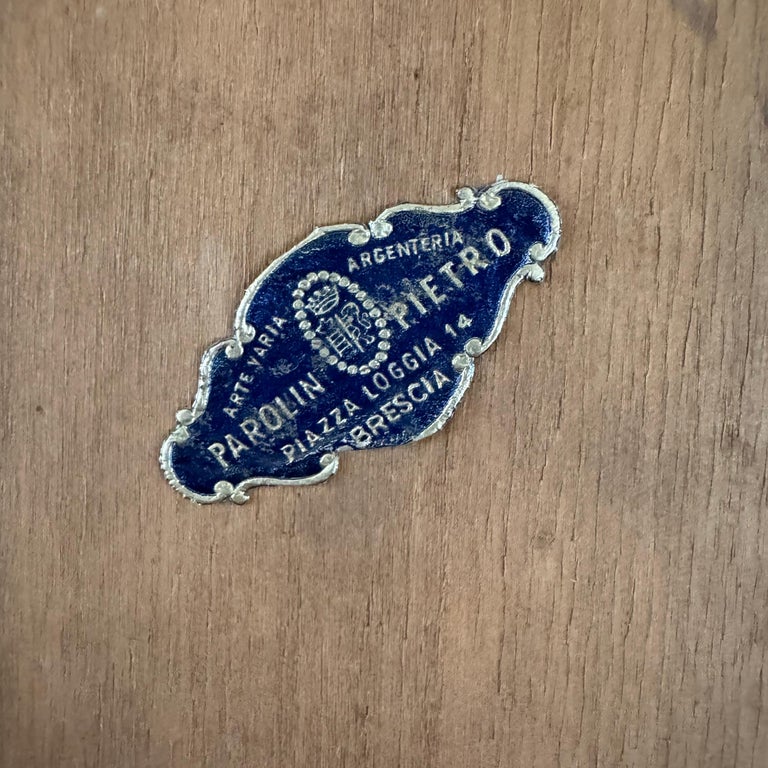 ARTE VARIA ARGENTERIA
PAROLIN PIETRO
PIAZZA LOGGIA 14
BRESCIA